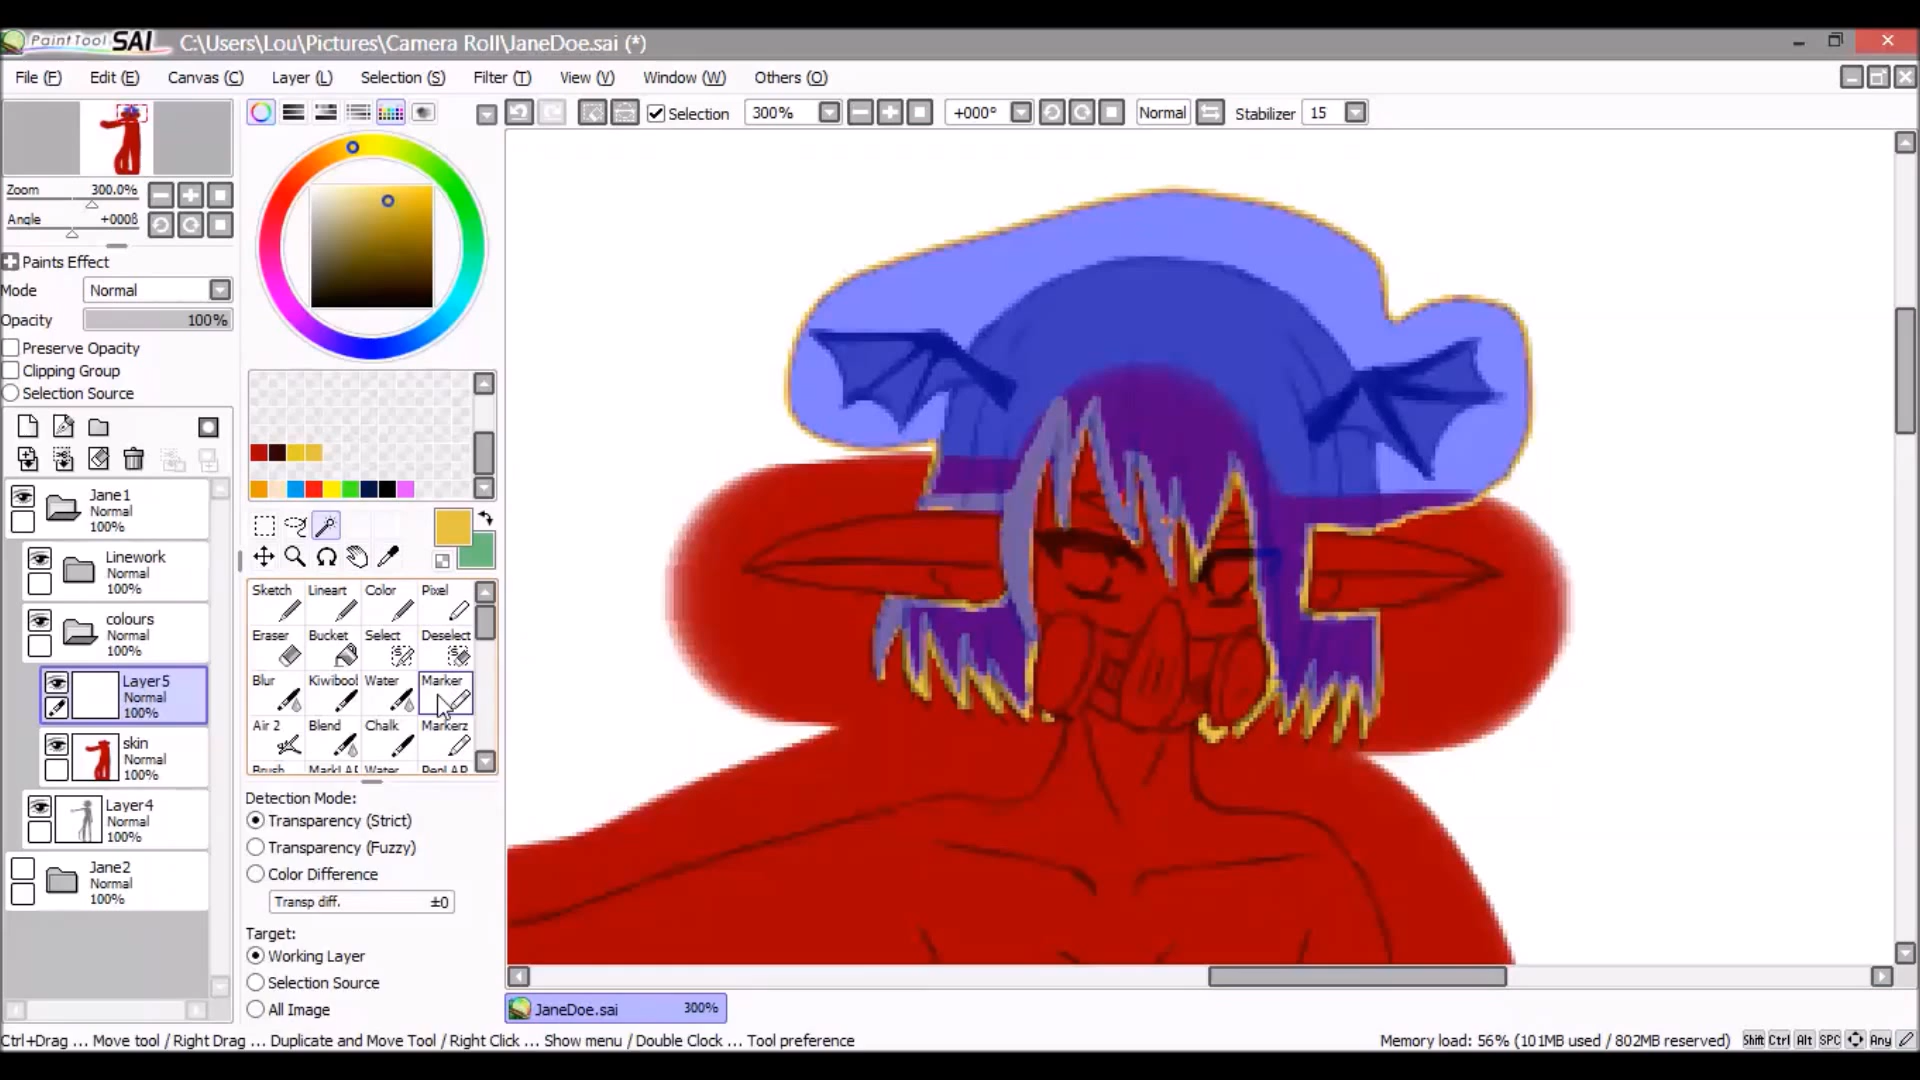 PaintTool SAI C:\Users\Lou\Pictures\Camera Roll\JaneDoe.sai (*)
File (F) Edit (E) Canvas (C) Layer (L) Selection (S) Filter (T) View (V) Window (W) Others (O)
Selection 300% +000° Normal Stabilizer 15
Zoom 300.0%
Angle +000ß
Paints Effect
Mode Normal
Opacity 100%
Preserve Opacity
Clipping Group
Selection Source
Jane1
Normal
100%
Linework
Normal
100%
colours
Normal
100%
Layer5
Normal
100%
skin
Normal
100%
Layer4
Normal
100%
Jane2
Normal
100%
Sketch Lineart Color Pixel
Eraser Bucket Select Deselect
Blur Kiwibool Water Marker
Air 2 Blend Chalk Markerz
Brush Water
Detection Mode:
Transparency (Strict)
Transparency (Fuzzy)
Color Difference
Transp diff. ±0
Target:
Working Layer
Selection Source
All Image
JaneDoe.sai 300%
Ctrl+Drag ... Move tool / Right Drag ... Duplicate and Move Tool / Right Click ... Show menu / Double Clock ... Tool preference
Memory load: 56% (101MB used / 802MB reserved) Shift Ctrl Alt SPC Any